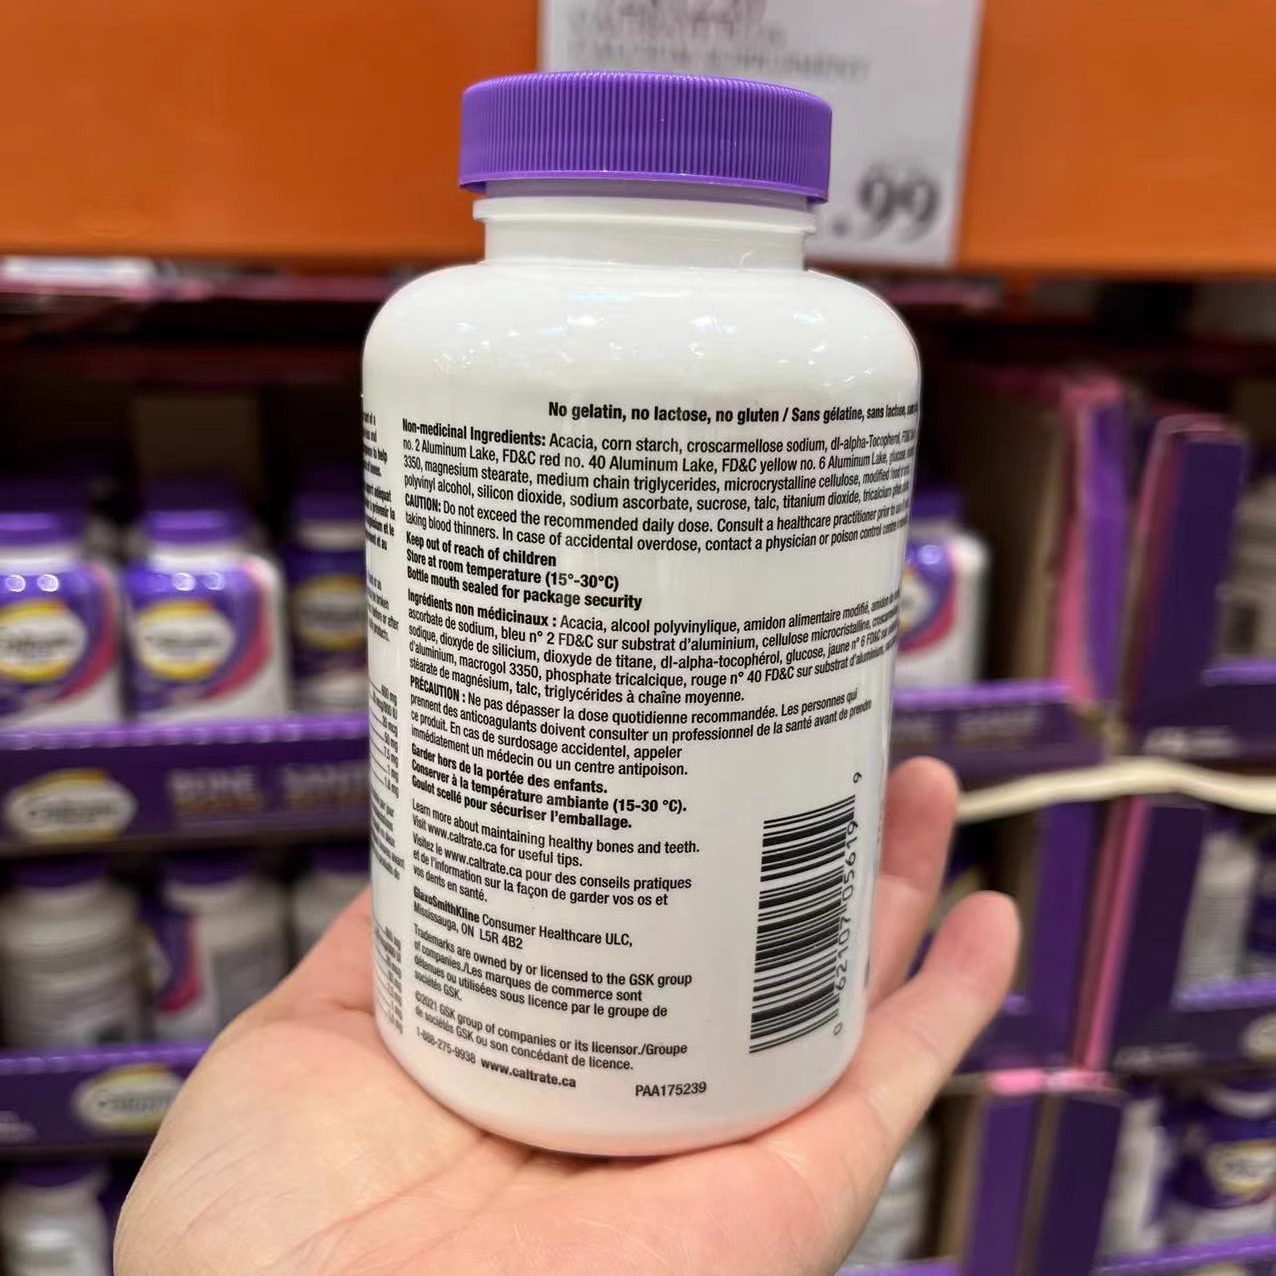 .99
No gelatin, no lactose, no gluten / Sans gélatine, sans lactose,
Non-medicinal Ingredients: Acacia, corn starch, croscarmellose sodium, dl-alpha-Tocopherol,
no. 2 Aluminum Lake, FD&C red no. 40 Aluminum Lake, FD&C yellow no. 6 Aluminum Lake, glucose,
3350, magnesium stearate, medium chain triglycerides, microcrystalline cellulose, modified
polyvinyl alcohol, silicon dioxide, sodium ascorbate, sucrose, talc, titanium dioxide, tricalcium
CAUTION: Do not exceed the recommended daily dose. Consult a healthcare practitioner prior to
taking blood thinners. In case of accidental overdose, contact a physician or poison control centre
Keep out of reach of children
Store at room temperature (15°-30°C)
Bottle mouth sealed for package security
Ingrédients non médicinaux : Acacia, alcool polyvinylique, amidon alimentaire modifié, amidon de
ascorbate de sodium, bleu n° 2 FD&C sur substrat d'aluminium, cellulose microcristalline,
sodique, dioxyde de silicium, dioxyde de titane, dl-alpha-tocophérol, glucose, jaune n° 6 FD&C
d'aluminium, macrogol 3350, phosphate tricalcique, rouge n° 40 FD&C sur substrat d'aluminium,
stéarate de magnésium, talc, triglycérides à chaîne moyenne.
PRÉCAUTION : Ne pas dépasser la dose quotidienne recommandée. Les personnes qui
prennent des anticoagulants doivent consulter un professionnel de la santé avant de prendre
ce produit. En cas de surdosage accidentel, appeler
immédiatement un médecin ou un centre antipoison.
Garder hors de la portée des enfants.
Conserver à la température ambiante (15-30 °C).
Goulot scellé pour sécuriser l'emballage.
Learn more about maintaining healthy bones and teeth.
Visit www.caltrate.ca for useful tips.
Visitez le www.caltrate.ca pour des conseils pratiques
et de l'information sur la façon de garder vos os et
vos dents en santé.
GlaxoSmithKline Consumer Healthcare ULC,
Mississauga, ON L5R 4B2
Trademarks are owned by or licensed to the GSK group
of companies./Les marques de commerce sont
détenues ou utilisées sous licence par le groupe de
sociétés GSK.
©2021 GSK group of companies or its licensor./Groupe
de sociétés GSK ou son concédant de licence.
1-888-275-9938 www.caltrate.ca
PAA175239
0 62107 05619 9